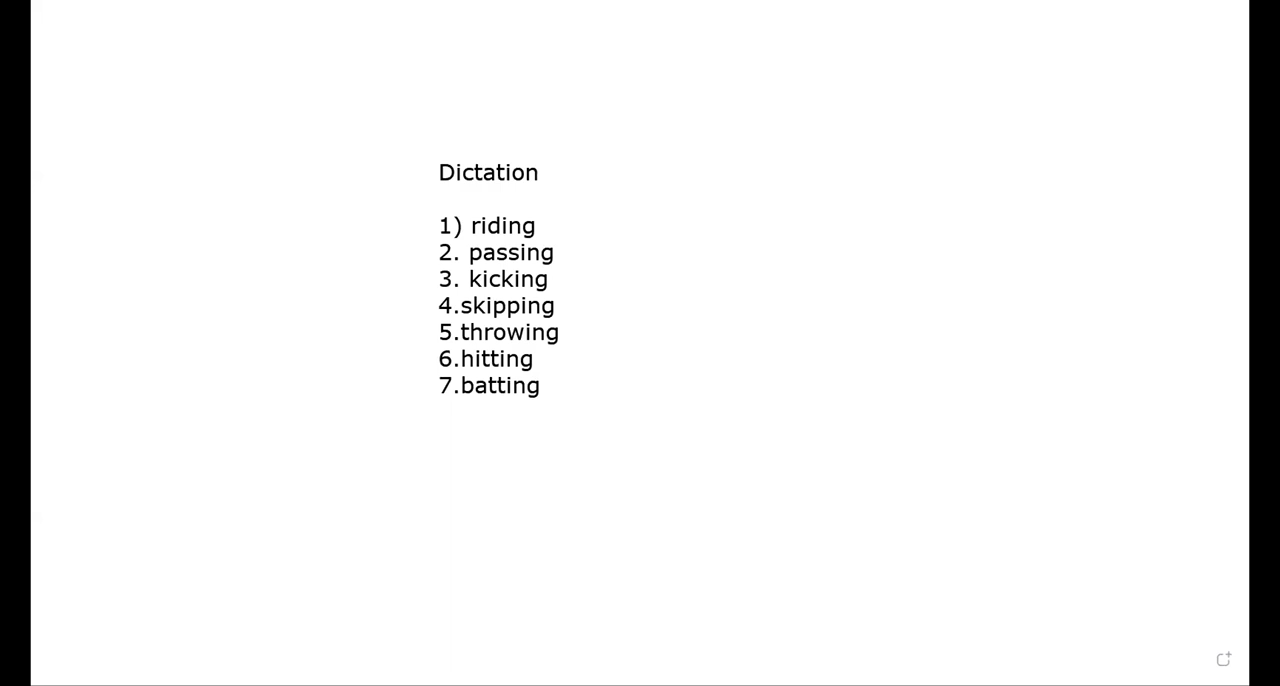 Dictation
1) riding
2. passing
3. kicking
4.skipping
5.throwing
6.hitting
7.batting